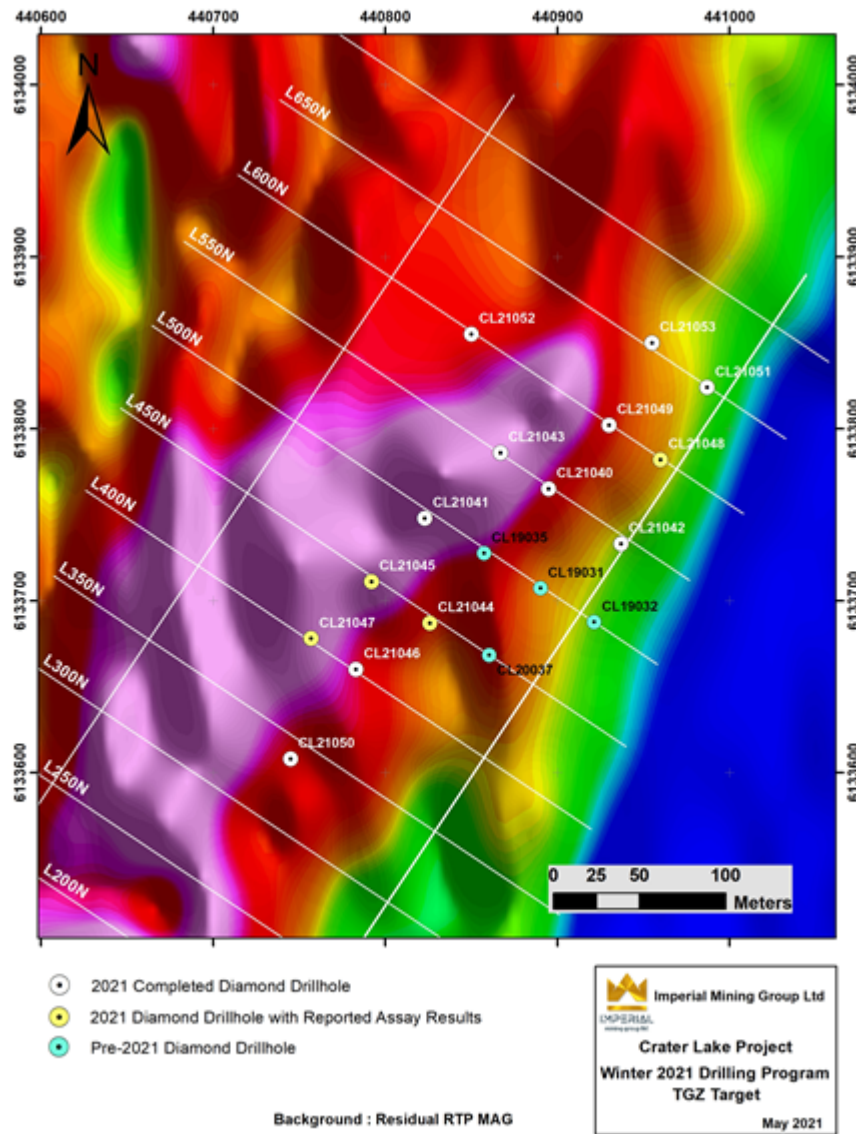 440600 440700 440800 440900 441000
6134000
6133900
6133800
6133700
6133600
6134000
6133900
6133800
6133700
6133600
N
L650N
L600N
L550N
L500N
L450N
L400N
L350N
L300N
L250N
L200N
CL21052
CL21053
CL21051
CL21049
CL21048
CL21043
CL21040
CL21041
CL21042
CL19035
CL19031
CL21045
CL21044
CL19032
CL21047
CL21046
CL20037
CL21050
0 25 50 100
Meters
2021 Completed Diamond Drillhole
2021 Diamond Drillhole with Reported Assay Results
Pre-2021 Diamond Drillhole
Background : Residual RTP MAG
Imperial Mining Group Ltd
IMPERIAL
mining group ltd
Crater Lake Project
Winter 2021 Drilling Program
TGZ Target
May 2021